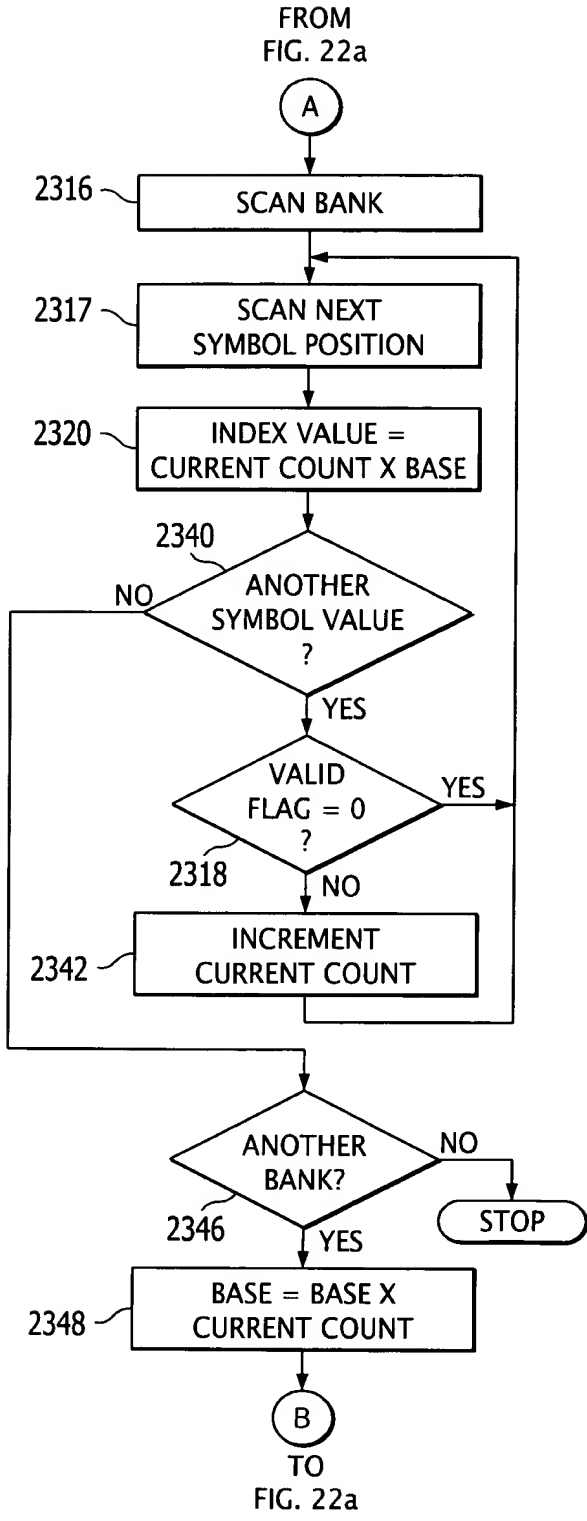 FROM
FIG. 22a
A
2316
SCAN BANK
2317
SCAN NEXT
SYMBOL POSITION
2320
INDEX VALUE =
CURRENT COUNT X BASE
2340
NO
ANOTHER
SYMBOL VALUE
?
YES
VALID
FLAG = 0
?
YES
2318
NO
2342
INCREMENT
CURRENT COUNT
ANOTHER
BANK?
NO
2346
STOP
YES
2348
BASE = BASE X
CURRENT COUNT
B
TO
FIG. 22a